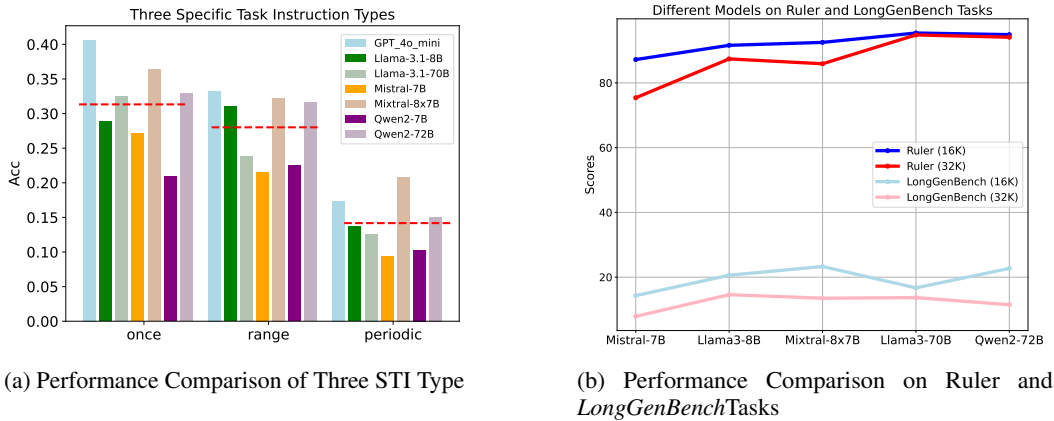 Three Specific Task Instruction Types
Acc
0.40
0.35
0.30
0.25
0.20
0.15
0.10
0.05
0.00
GPT_4o_mini
Llama-3.1-8B
Llama-3.1-70B
Mistral-7B
Mixtral-8x7B
Qwen2-7B
Qwen2-72B
once
range
periodic
(a) Performance Comparison of Three STI Type
Different Models on Ruler and LongGenBench Tasks
Scores
80
60
40
20
Ruler (16K)
Ruler (32K)
LongGenBench (16K)
LongGenBench (32K)
Mistral-7B
Llama3-8B
Mixtral-8x7B
Llama3-70B
Qwen2-72B
(b) Performance Comparison on Ruler and
LongGenBenchTasks